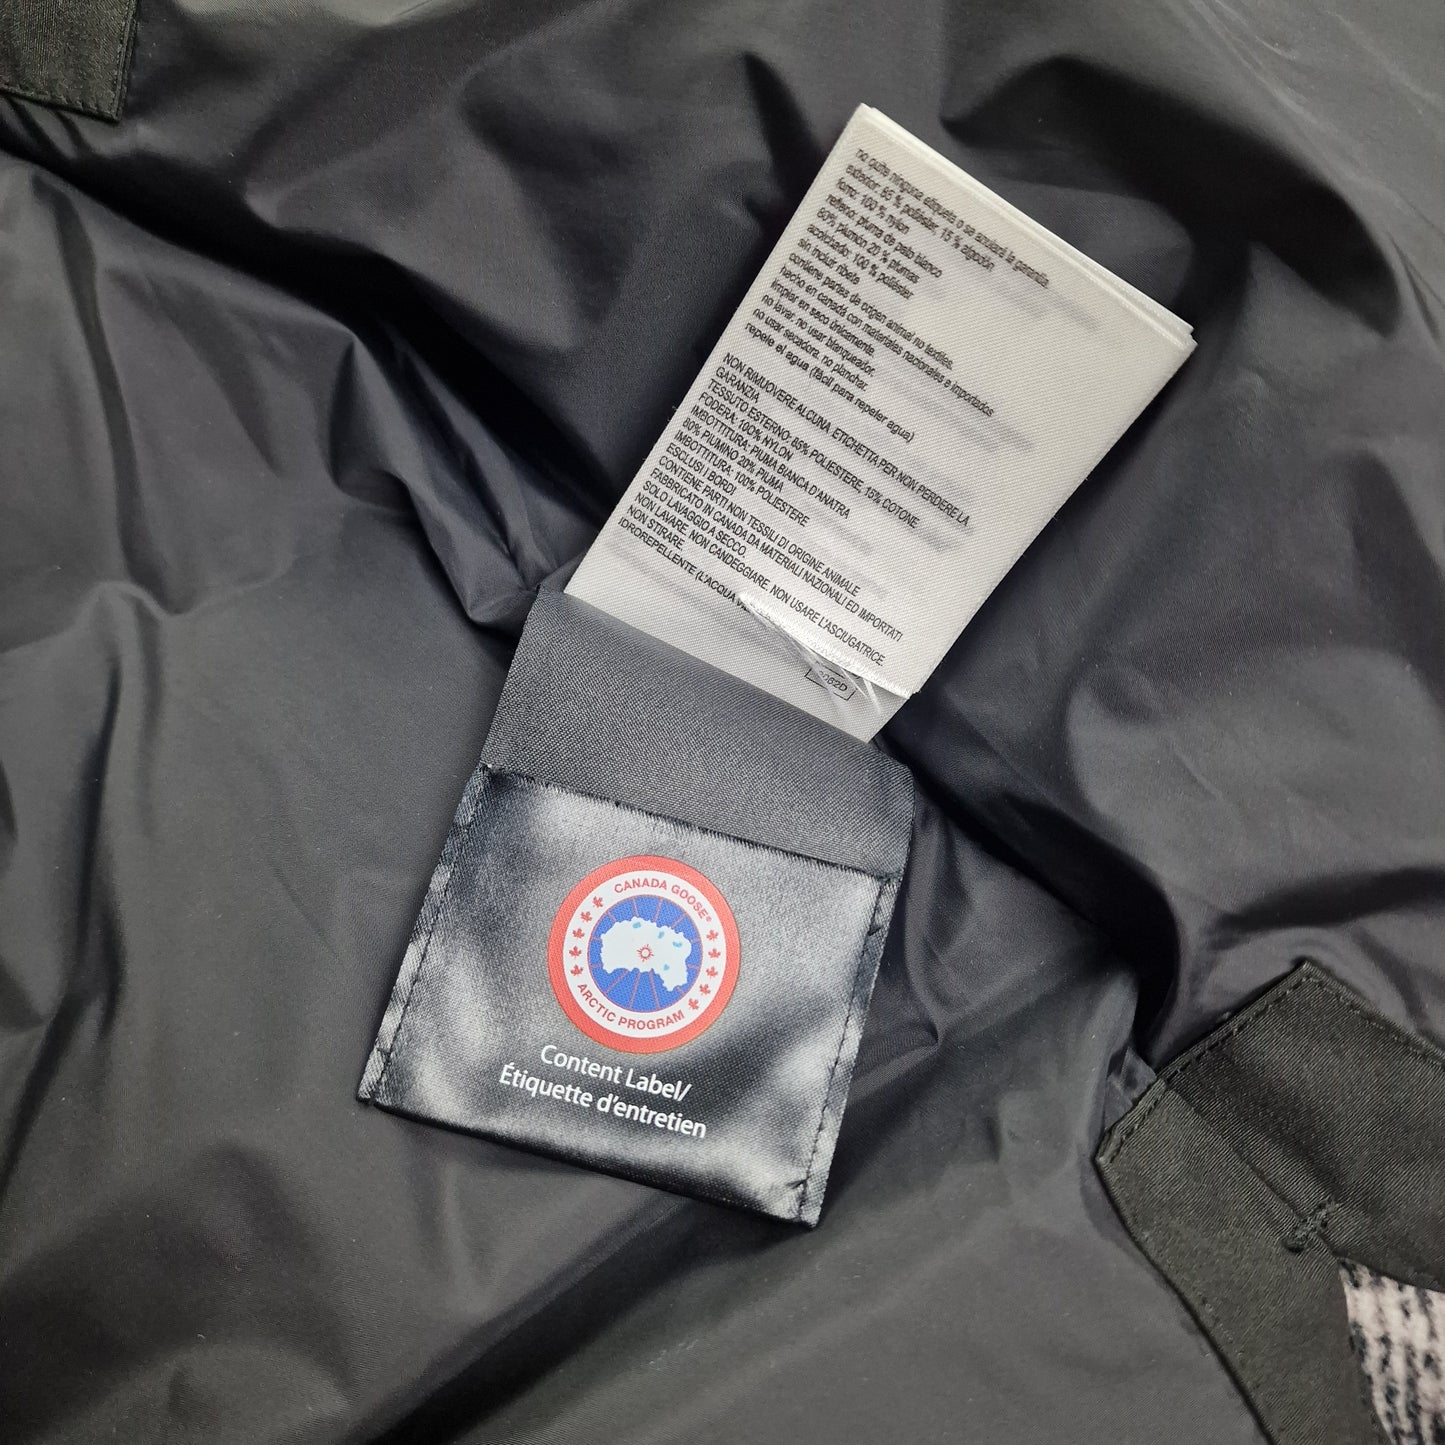 no quite ninguna etiqueta o se anulará la garantía.
exterior: 85 % poliéster, 15 % algodón
forro: 100 % nylon
relleno: pluma de pato blanco
80% plumón 20 % plumas
acolchado: 100 % poliéster
sin incluir ribete
contiene partes de origen animal no textiles.
hecho en canadá con materiales nacionales e importados
limpiar en seco únicamente.
no lavar, no usar blanqueador.
no usar secadora, no planchar.
repele el agua (fácil para repeler agua)
NON RIMUOVERE ALCUNA ETICHETTA PER NON PERDERE LA
GARANZIA
TESSUTO ESTERNO: 85% POLIESTERE, 15% COTONE
FODERA: 100% NYLON
IMBOTTITURA: PIUMA BIANCA D'ANATRA
80% PIUMINO 20% PIUMA
IMBOTTITURA: 100% POLIESTERE
ESCLUSI I BORDI
CONTIENE PARTI NON TESSILI DI ORIGINE ANIMALE
FABBRICATO IN CANADA DA MATERIALI NAZIONALI ED IMPORTATI
SOLO LAVAGGIO A SECCO.
NON LAVARE. NON CANDEGGIARE. NON USARE L'ASCIUGATRICE.
NON STIRARE.
IDROREPELLENTE (L'ACQUA
CANADA GOOSE®
ARCTIC PROGRAM
Content Label/
Étiquette d'entretien